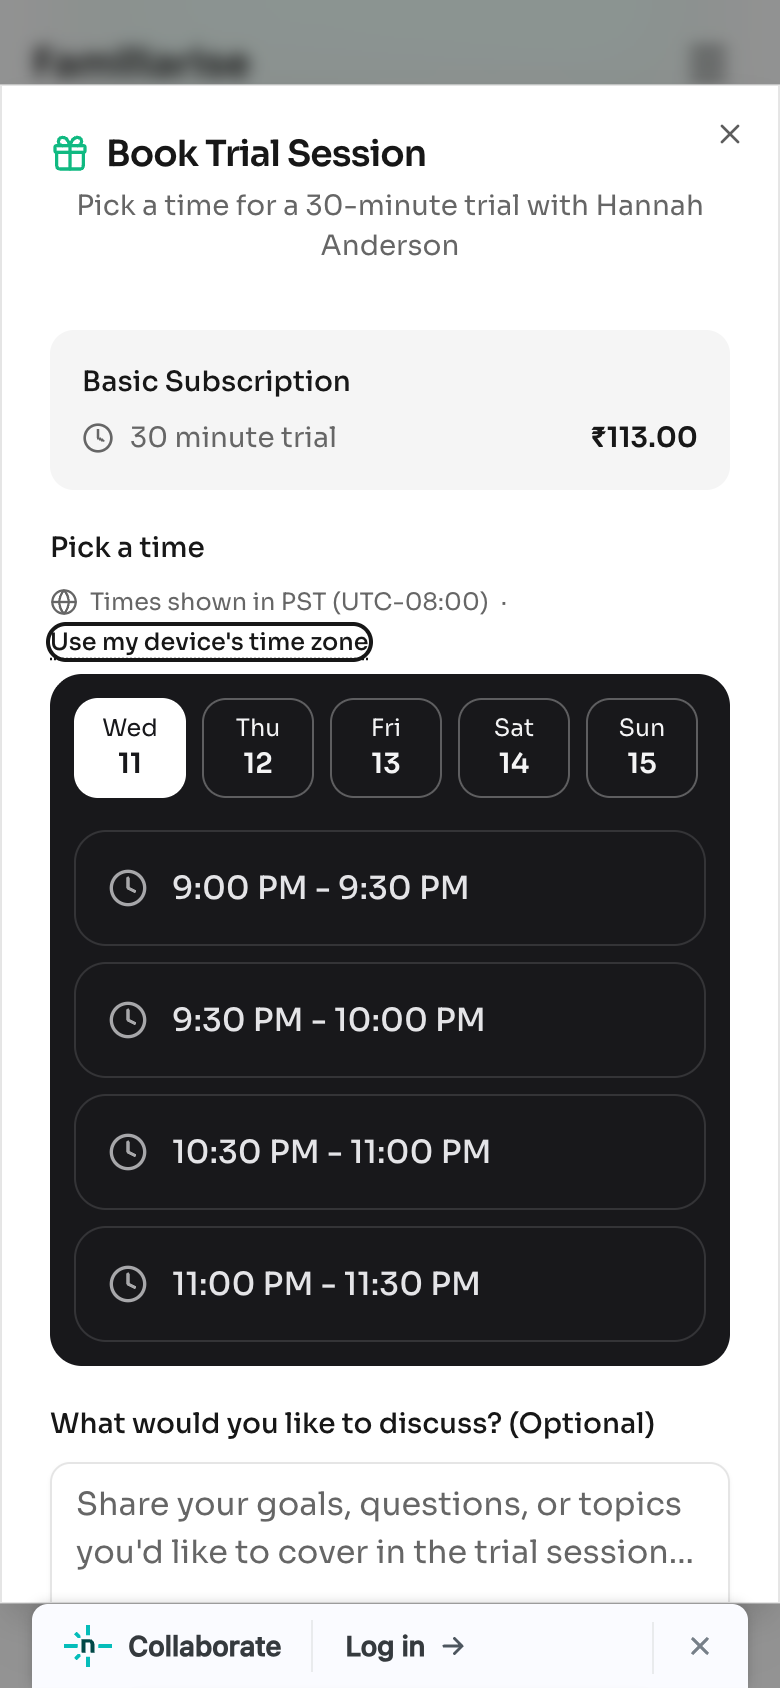 Familiarise
Book Trial Session
Pick a time for a 30-minute trial with Hannah
Anderson
Basic Subscription
30 minute trial
₹113.00
Pick a time
Times shown in PST (UTC-08:00) ·
Use my device's time zone
Wed Thu Fri Sat Sun
11 12 13 14 15
9:00 PM - 9:30 PM
9:30 PM - 10:00 PM
10:30 PM - 11:00 PM
11:00 PM - 11:30 PM
What would you like to discuss? (Optional)
Share your goals, questions, or topics
you'd like to cover in the trial session...
n Collaborate Log in →